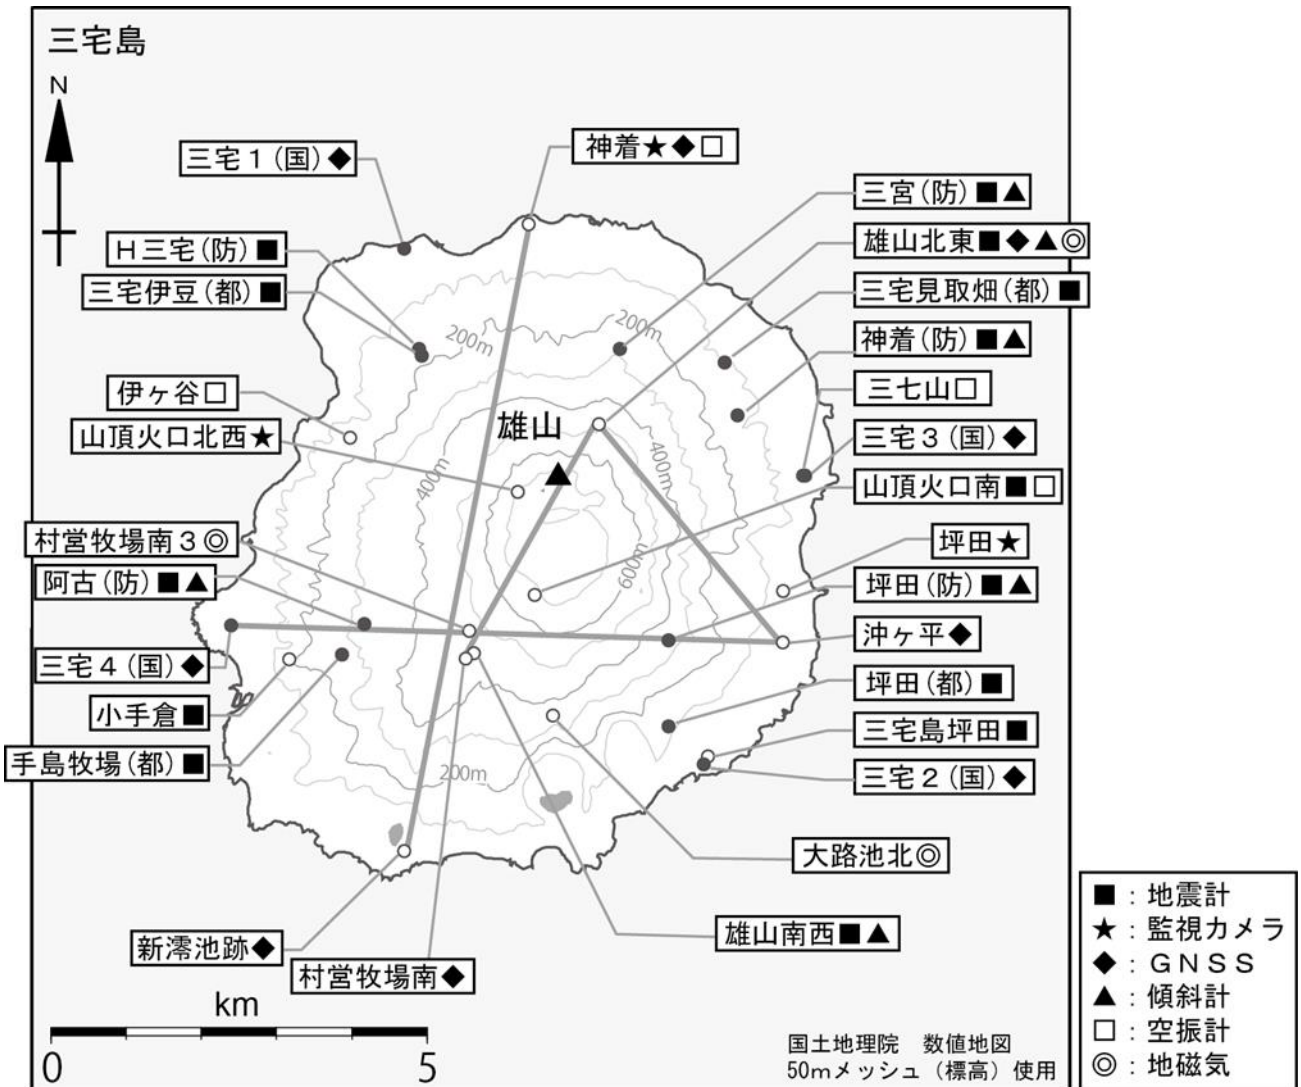 三宅島
N
神着★◆□
三宅１(国)◆
三宮(防)■▲
雄山北東■◆▲◎
H三宅(防)■
三宅伊豆(都)■
三宅見取畑(都)■
200m
200m
神着(防)■▲
伊ヶ谷□
三七山□
山頂火口北西★
雄山
三宅３(国)◆
400m
400m
山頂火口南■□
村営牧場南３◎
坪田★
阿古(防)■▲
600m
坪田(防)■▲
沖ヶ平◆
三宅４(国)◆
坪田(都)■
小手倉■
三宅島坪田■
手島牧場(都)■
200m
三宅２(国)◆
大路池北◎
新澪池跡◆
雄山南西■▲
村営牧場南◆
km
0
5
国土地理院　数値地図
50mメッシュ（標高）使用
■：地震計
★：監視カメラ
◆：ＧＮＳＳ
▲：傾斜計
□：空振計
◎：地磁気